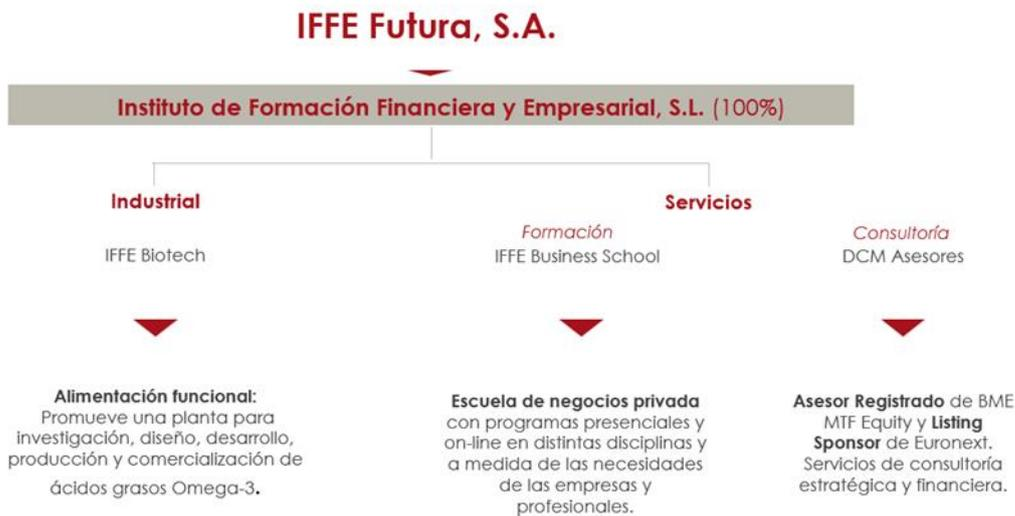 IFFE Futura, S.A.
Instituto de Formación Financiera y Empresarial, S.L. (100%)
Industrial
Servicios
IFFE Biotech
Formación
IFFE Business School
Consultoría
DCM Asesores
Alimentación funcional:
Promueve una planta para
investigación, diseño, desarrollo,
producción y comercialización de
ácidos grasos Omega-3.
Escuela de negocios privada
con programas presenciales y
on-line en distintas disciplinas y
a medida de las necesidades
de las empresas y
profesionales.
Asesor Registrado de BME
MTF Equity y Listing
Sponsor de Euronext.
Servicios de consultoría
estratégica y financiera.